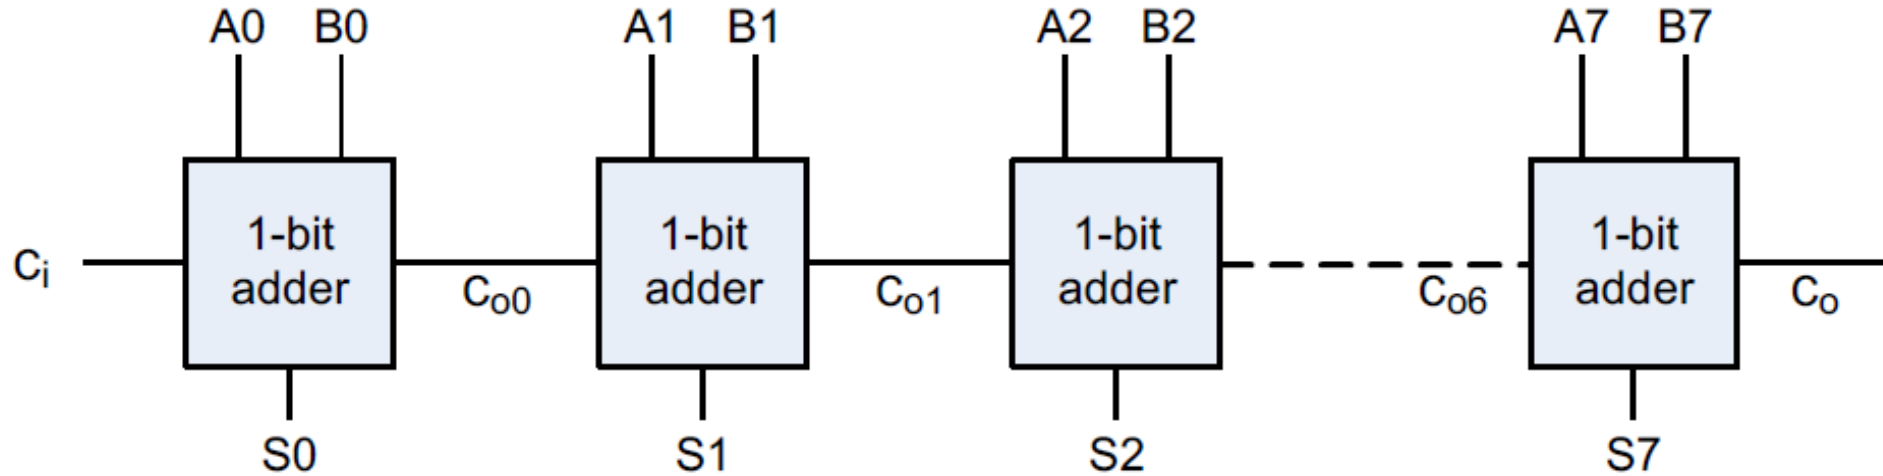 A0 B0 A1 B1 A2 B2 A7 B7
1-bit adder 1-bit adder 1-bit adder 1-bit adder
Ci Co0 Co1 Co6 Co
S0 S1 S2 S7